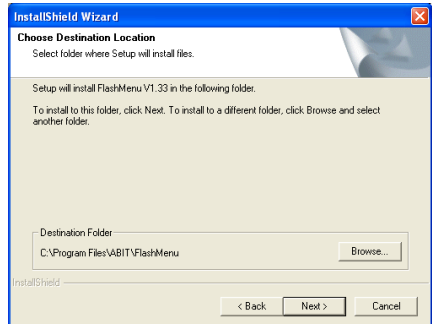 InstallShield Wizard
Choose Destination Location
Select folder where Setup will install files.
Setup will install FlashMenu V1.33 in the following folder.
To install to this folder, click Next. To install to a different folder, click Browse and select
another folder.
Destination Folder
C:\Program Files\ABIT\FlashMenu
Browse...
InstallShield
< Back
Next >
Cancel